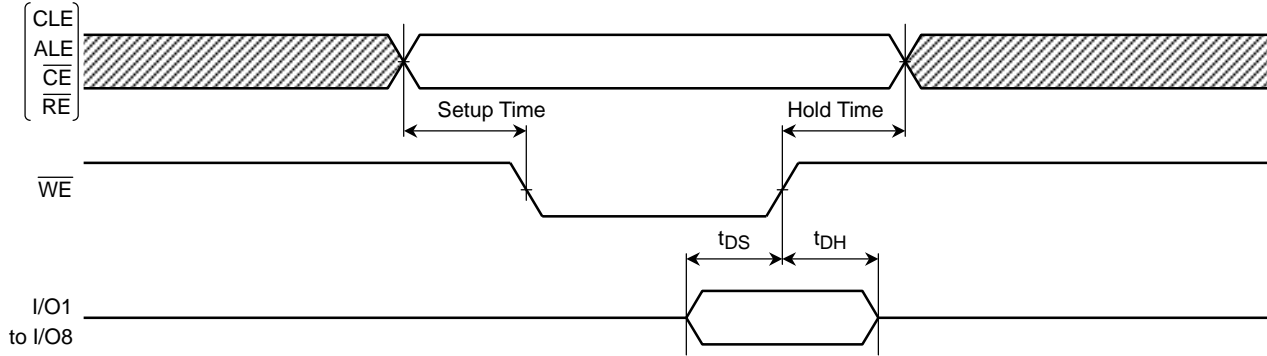 CLE
ALE
CE
RE
Setup Time
Hold Time
WE
tDS
tDH
I/O1
to I/O8